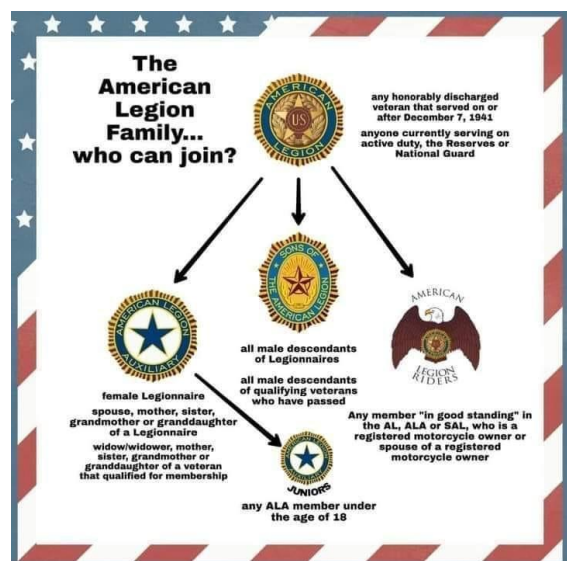 The
American
Legion
Family...
who can join?
AMERICAN
US
LEGION
any honorably discharged
veteran that served on or
after December 7, 1941
anyone currently serving on
active duty, the Reserves or
National Guard
SONS OF
THE AMERICAN LEGION
AMERICAN LEGION
AUXILIARY
AMERICAN
LEGION
RIDERS
all male descendants
of Legionnaires
all male descendants
of qualifying veterans
who have passed
female Legionnaire
spouse, mother, sister,
grandmother or granddaughter
of a Legionnaire
widow/widower, mother,
sister, grandmother or
granddaughter of a veteran
that qualified for membership
Any member "in good standing" in
the AL, ALA or SAL, who is a
registered motorcycle owner or
spouse of a registered
motorcycle owner
JUNIORS
any ALA member under
the age of 18